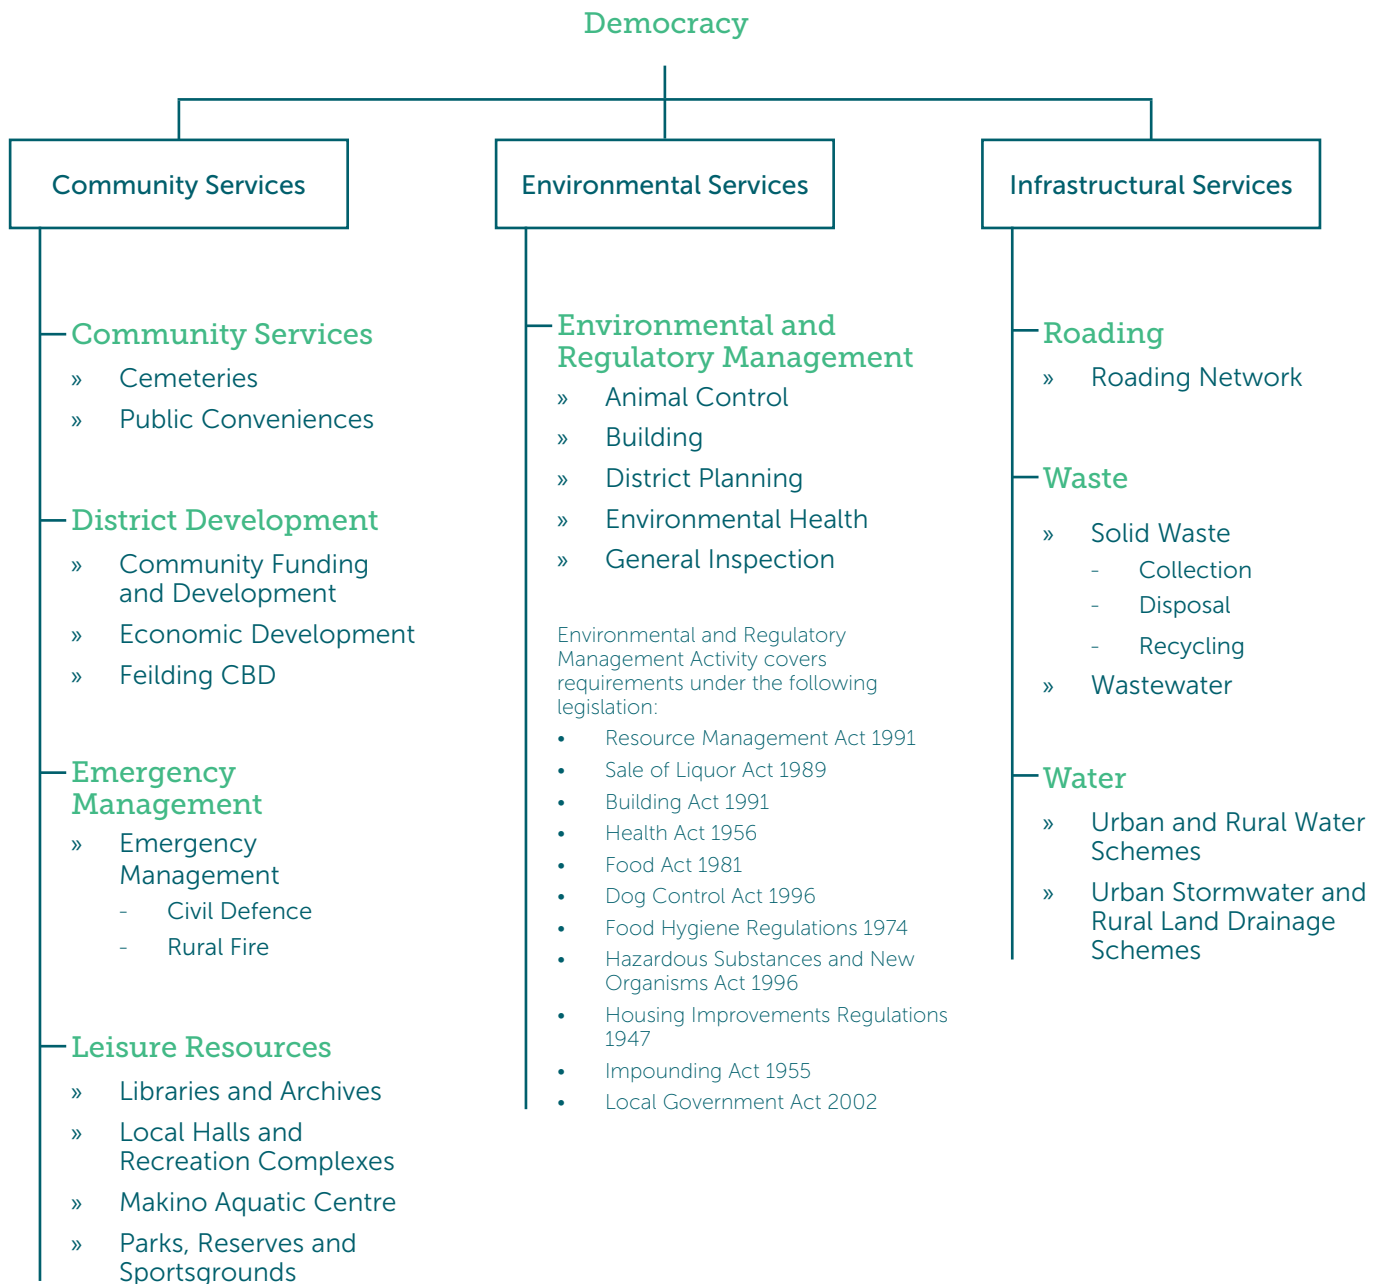 Democracy
Community Services
Environmental Services
Infrastructural Services
Community Services
» Cemeteries
» Public Conveniences
District Development
» Community Funding
and Development
» Economic Development
» Feilding CBD
Emergency
Management
» Emergency
Management
- Civil Defence
- Rural Fire
Leisure Resources
» Libraries and Archives
» Local Halls and
Recreation Complexes
» Makino Aquatic Centre
» Parks, Reserves and
Sportsgrounds
Environmental and
Regulatory Management
» Animal Control
» Building
» District Planning
» Environmental Health
» General Inspection
Environmental and Regulatory
Management Activity covers
requirements under the following
legislation:
• Resource Management Act 1991
• Sale of Liquor Act 1989
• Building Act 1991
• Health Act 1956
• Food Act 1981
• Dog Control Act 1996
• Food Hygiene Regulations 1974
• Hazardous Substances and New
Organisms Act 1996
• Housing Improvements Regulations
1947
• Impounding Act 1955
• Local Government Act 2002
Roading
» Roading Network
Waste
» Solid Waste
- Collection
- Disposal
- Recycling
» Wastewater
Water
» Urban and Rural Water
Schemes
» Urban Stormwater and
Rural Land Drainage
Schemes